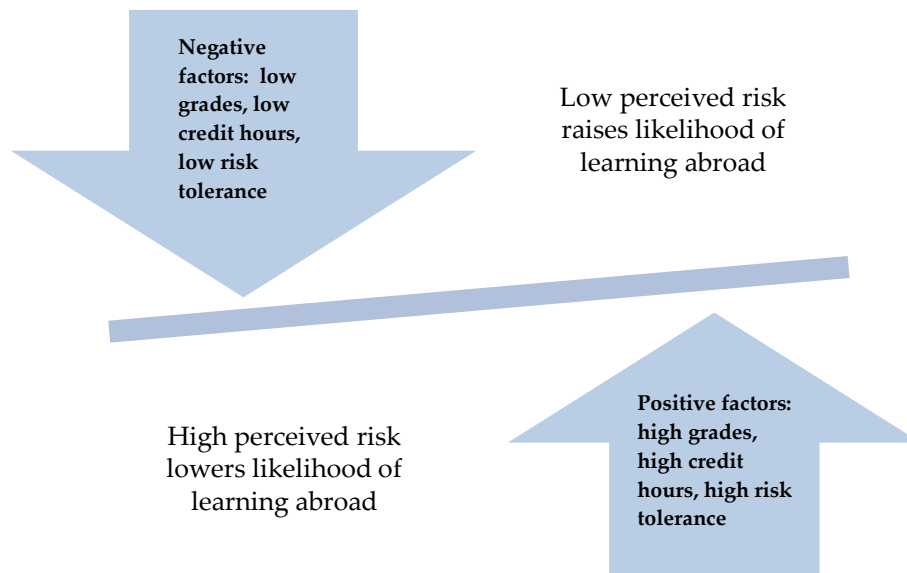 Negative
factors:  low
grades, low
credit hours,
low risk
tolerance
Low perceived risk
raises likelihood of
learning abroad
High perceived risk
lowers likelihood of
learning abroad
Positive factors:
high grades,
high credit
hours, high risk
tolerance